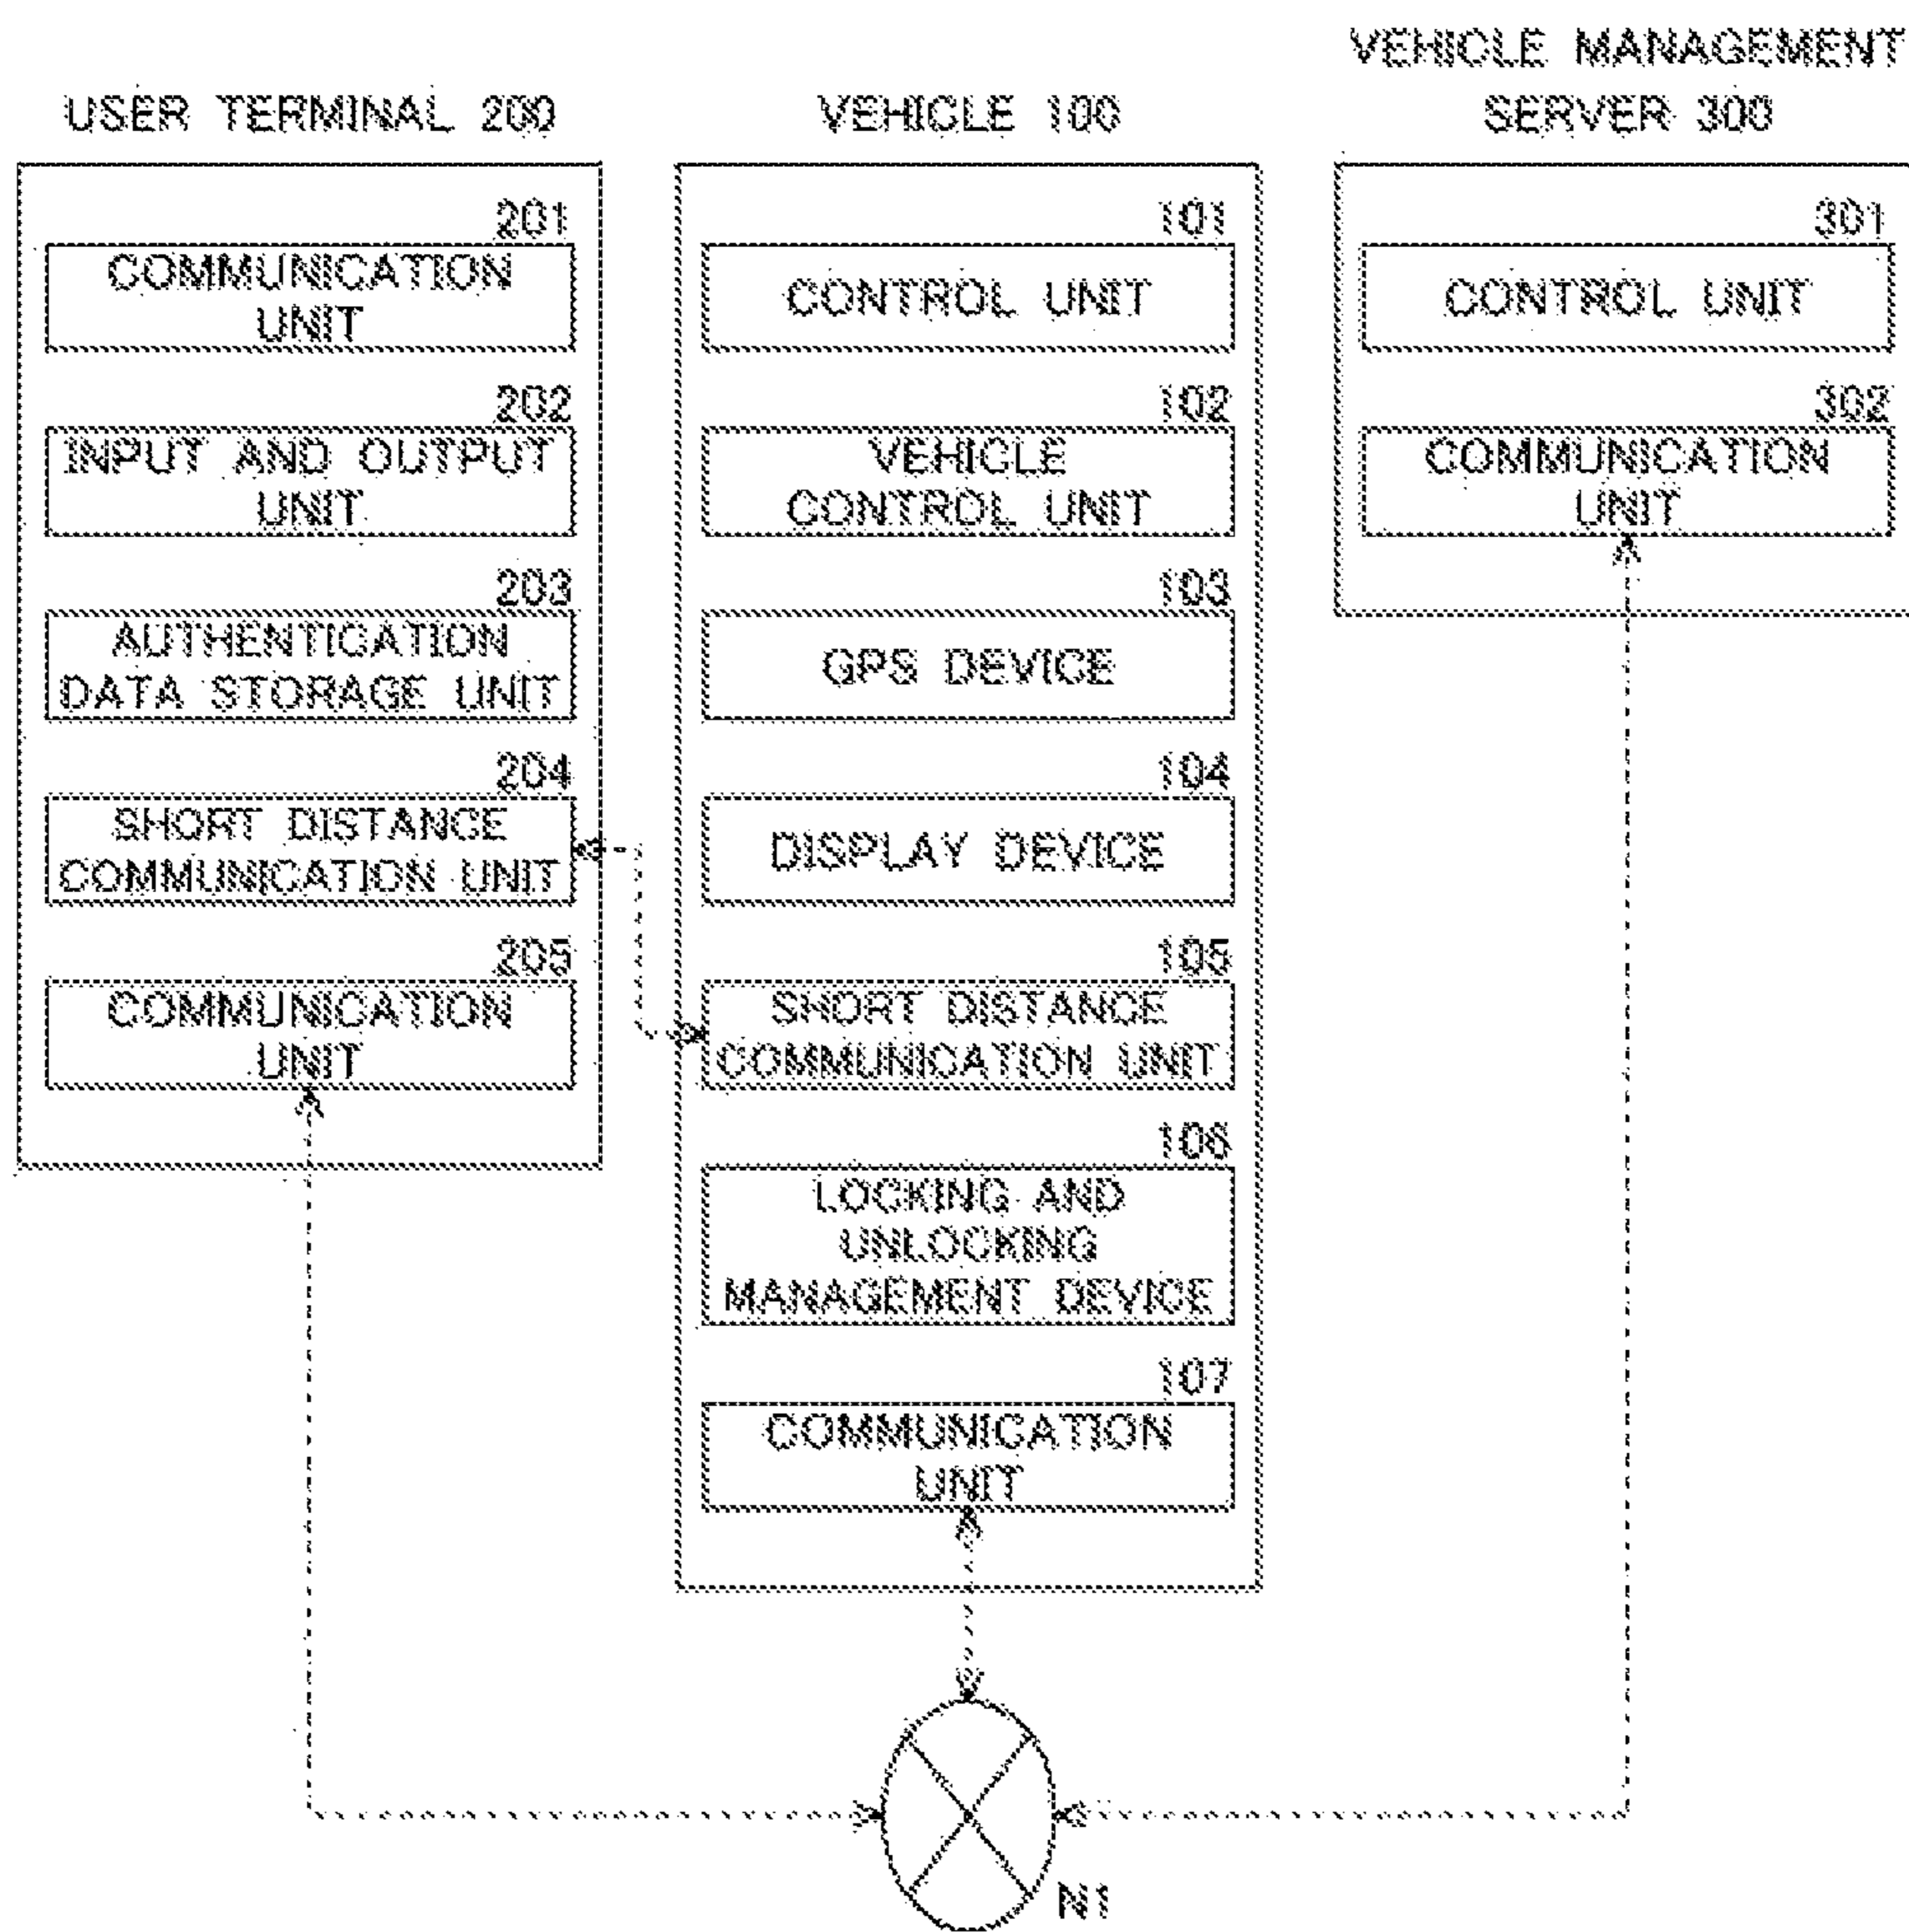 USER TERMINAL 200
201
COMMUNICATION
UNIT
202
INPUT AND OUTPUT
UNIT
203
AUTHENTICATION
DATA STORAGE UNIT
204
SHORT DISTANCE
COMMUNICATION UNIT
205
COMMUNICATION
UNIT
VEHICLE 100
101
CONTROL UNIT
102
VEHICLE
CONTROL UNIT
103
GPS DEVICE
104
DISPLAY DEVICE
105
SHORT DISTANCE
COMMUNICATION UNIT
106
LOCKING AND
UNLOCKING
MANAGEMENT DEVICE
107
COMMUNICATION
UNIT
VEHICLE MANAGEMENT
SERVER 300
301
CONTROL UNIT
302
COMMUNICATION
UNIT
N1